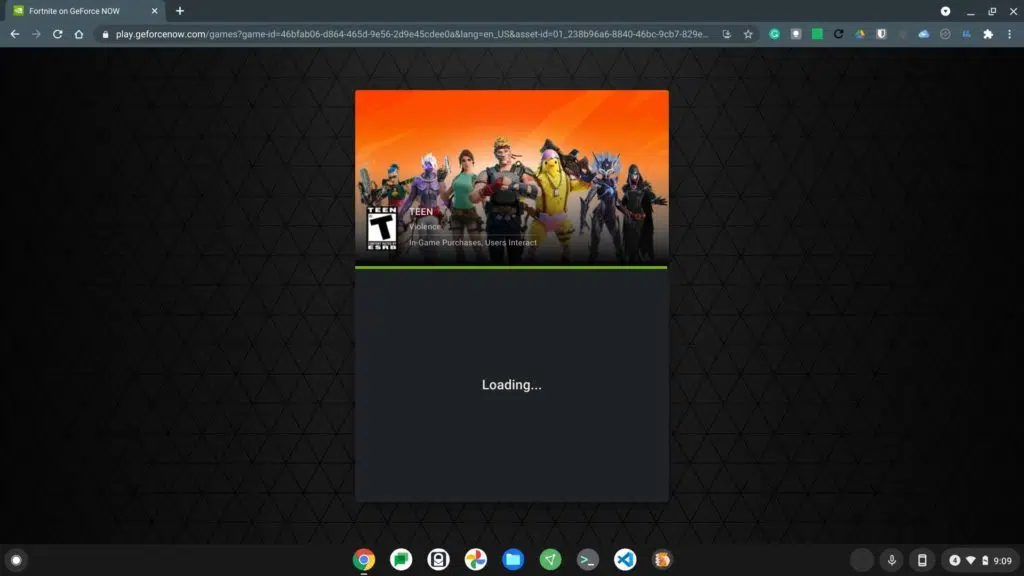 Fortnite on GeForce NOW
play.geforcenow.com/games?game-id=46bfab06-d864-465d-9e56-2d9e45cdee0a&lang=en_US&asset-id=01_238b96a6-8840-46bc-9cb7-829e...
TEEN
T
ESRB
TEEN
Violence
In-Game Purchases, Users Interact
Loading...
4
9:09